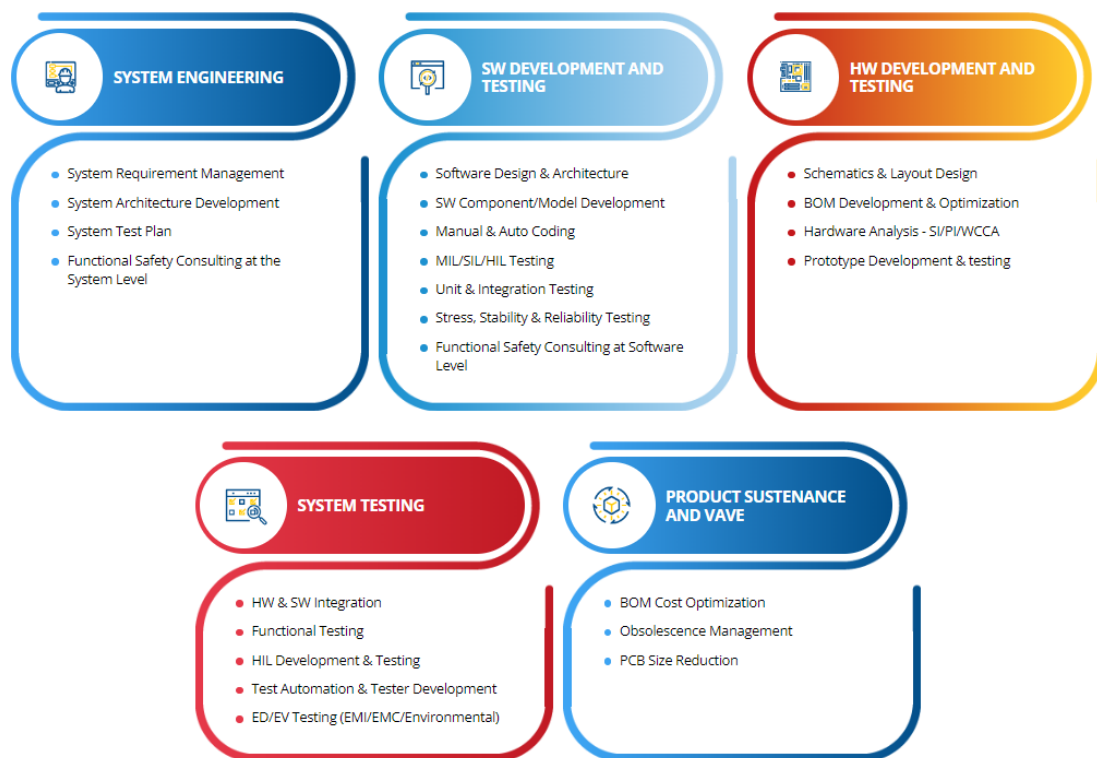 SYSTEM ENGINEERING
System Requirement Management
System Architecture Development
System Test Plan
Functional Safety Consulting at the
System Level
SW DEVELOPMENT AND
TESTING
Software Design & Architecture
SW Component/Model Development
Manual & Auto Coding
MIL/SIL/HIL Testing
Unit & Integration Testing
Stress, Stability & Reliability Testing
Functional Safety Consulting at Software
Level
HW DEVELOPMENT AND
TESTING
Schematics & Layout Design
BOM Development & Optimization
Hardware Analysis - SI/PI/WCCA
Prototype Development & testing
SYSTEM TESTING
HW & SW Integration
Functional Testing
HIL Development & Testing
Test Automation & Tester Development
ED/EV Testing (EMI/EMC/Environmental)
PRODUCT SUSTENANCE
AND VAVE
BOM Cost Optimization
Obsolescence Management
PCB Size Reduction